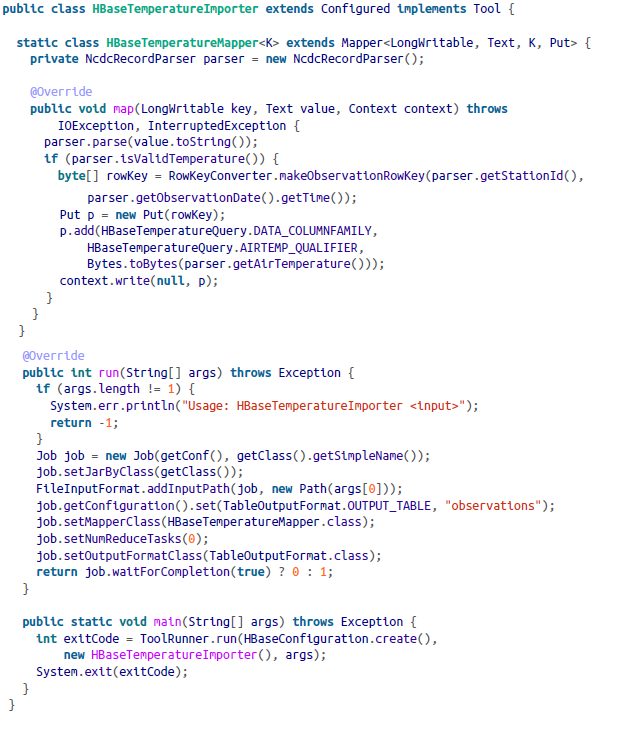 public class HBaseTemperatureImporter extends Configured implements Tool {
static class HBaseTemperatureMapper<K> extends Mapper<LongWritable, Text, K, Put> {
private NcdcRecordParser parser = new NcdcRecordParser();
@Override
public void map(LongWritable key, Text value, Context context) throws
IOException, InterruptedException {
parser.parse(value.toString());
if (parser.isValidTemperature()) {
byte[] rowKey = RowKeyConverter.makeObservationRowKey(parser.getStationId(),
parser.getObservationDate().getTime());
Put p = new Put(rowKey);
p.add(HBaseTemperatureQuery.DATA_COLUMNFAMILY,
HBaseTemperatureQuery.AIRTEMP_QUALIFIER,
Bytes.toBytes(parser.getAirTemperature()));
context.write(null, p);
}
}
}
@Override
public int run(String[] args) throws Exception {
if (args.length != 1) {
System.err.println("Usage: HBaseTemperatureImporter <input>");
return -1;
}
Job job = new Job(getConf(), getClass().getSimpleName());
job.setJarByClass(getClass());
FileInputFormat.addInputPath(job, new Path(args[0]));
job.getConfiguration().set(TableOutputFormat.OUTPUT_TABLE, "observations");
job.setMapperClass(HBaseTemperatureMapper.class);
job.setNumReduceTasks(0);
job.setOutputFormatClass(TableOutputFormat.class);
return job.waitForCompletion(true) ? 0 : 1;
}
public static void main(String[] args) throws Exception {
int exitCode = ToolRunner.run(HBaseConfiguration.create(),
new HBaseTemperatureImporter(), args);
System.exit(exitCode);
}
}